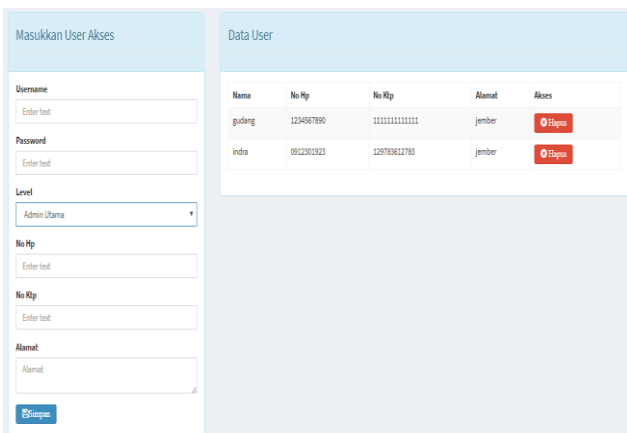 Masukkan User Akses
Username
Enter text
Password
Enter text
Level
Admin Utama
No Hp
Enter text
No Ktp
Enter text
Alamat
Alamat
Simpan
Data User
Nama No Hp No Ktp Alamat Akses
gudang 1234567890 1111111111111 jember Hapus
indra 0912301923 129783612783 jember Hapus